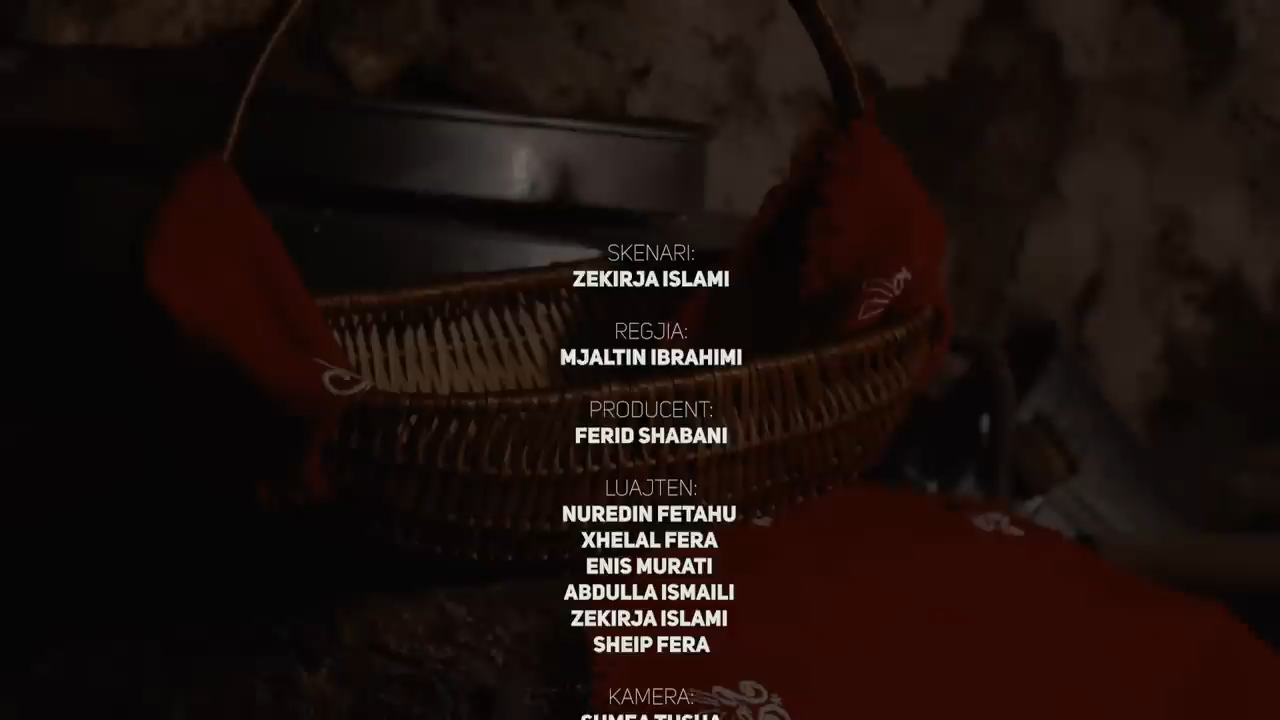 SKENARI:
ZEKIRJA ISLAMI
REGJIA:
MJALTIN IBRAHIMI
PRODUCENT:
FERID SHABANI
LUAJTEN:
NUREDIN FETAHU
XHELAL FERA
ENIS MURATI
ABDULLA ISMAILI
ZEKIRJA ISLAMI
SHEIP FERA
KAMERA: